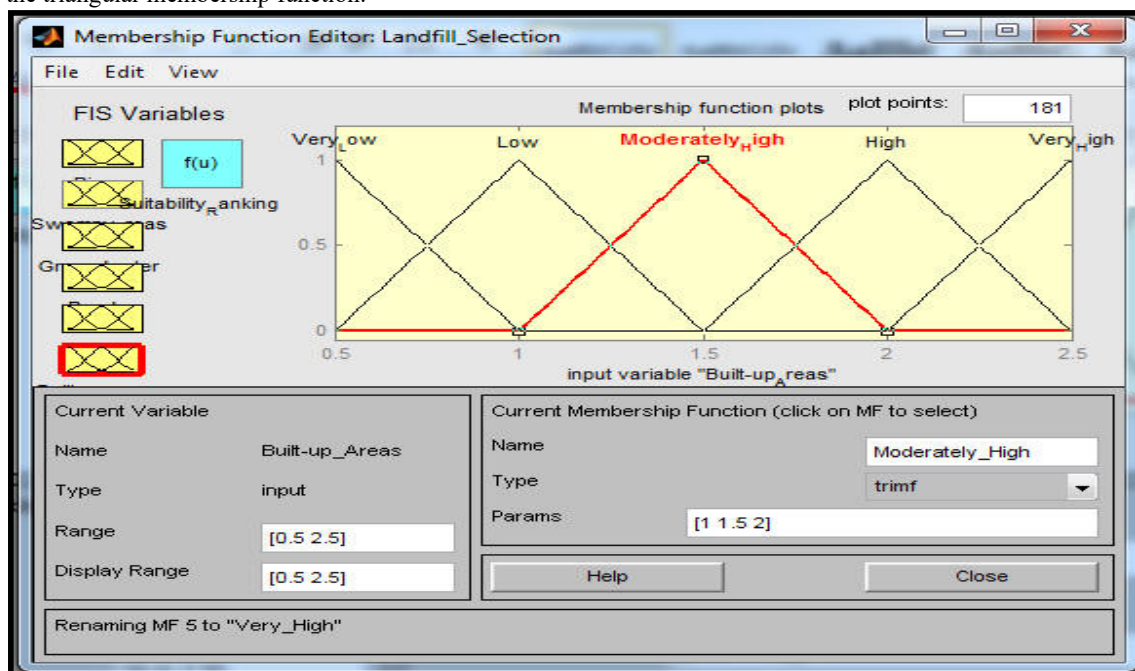 the triangular membership function.
Membership Function Editor: Landfill_Selection
File Edit View
FIS Variables
f(u)
Suitability_Ranking
Membership function plots
plot points: 181
Very_Low Low Moderately_High High Very_High
1
0.5
0
0.5 1 1.5 2 2.5
input variable "Built-up_Areas"
Current Variable
Name Built-up_Areas
Type input
Range [0.5 2.5]
Display Range [0.5 2.5]
Current Membership Function (click on MF to select)
Name Moderately_High
Type trimf
Params [1 1.5 2]
Help Close
Renaming MF 5 to "Very_High"